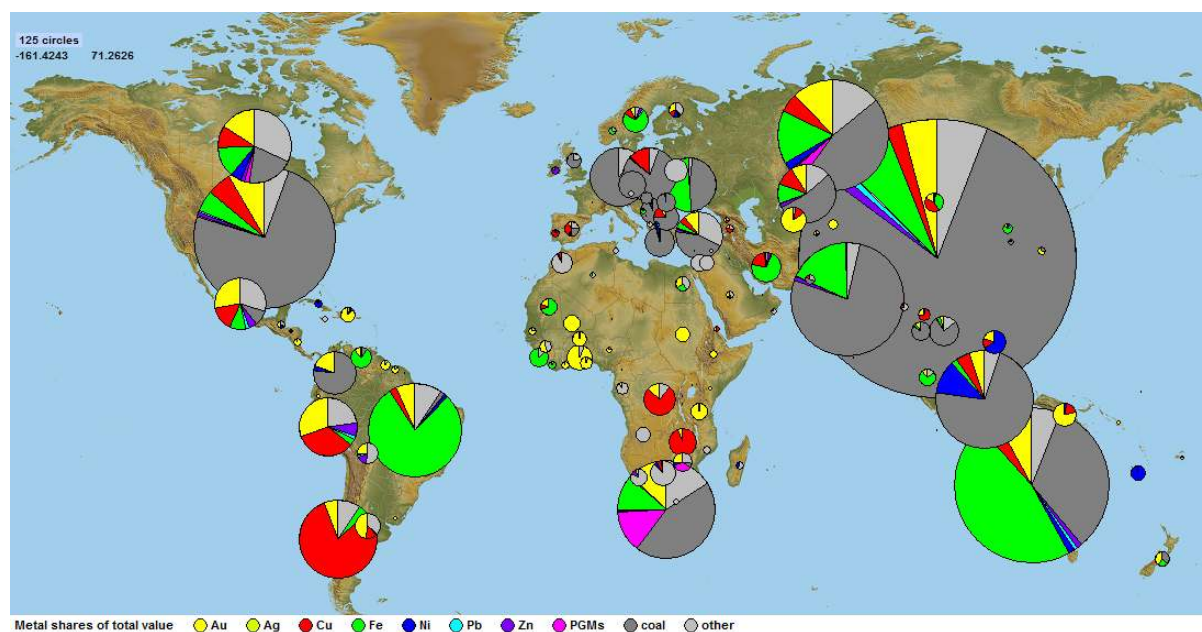 125 circles
-161.4243 71.2626
Metal shares of total value Au Ag Cu Fe Ni Pb Zn PGMs coal other